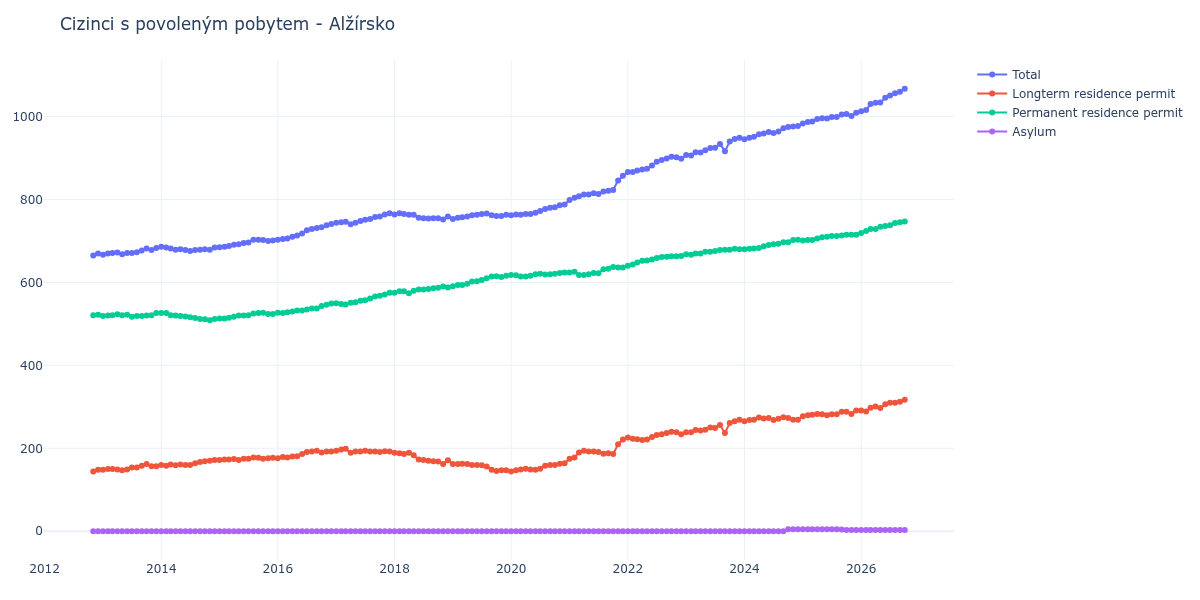 Cizinci s povoleným pobytem - Alžírsko
Total
Longterm residence permit
Permanent residence permit
Asylum
1000
800
600
400
200
0
2012
2014
2016
2018
2020
2022
2024
2026